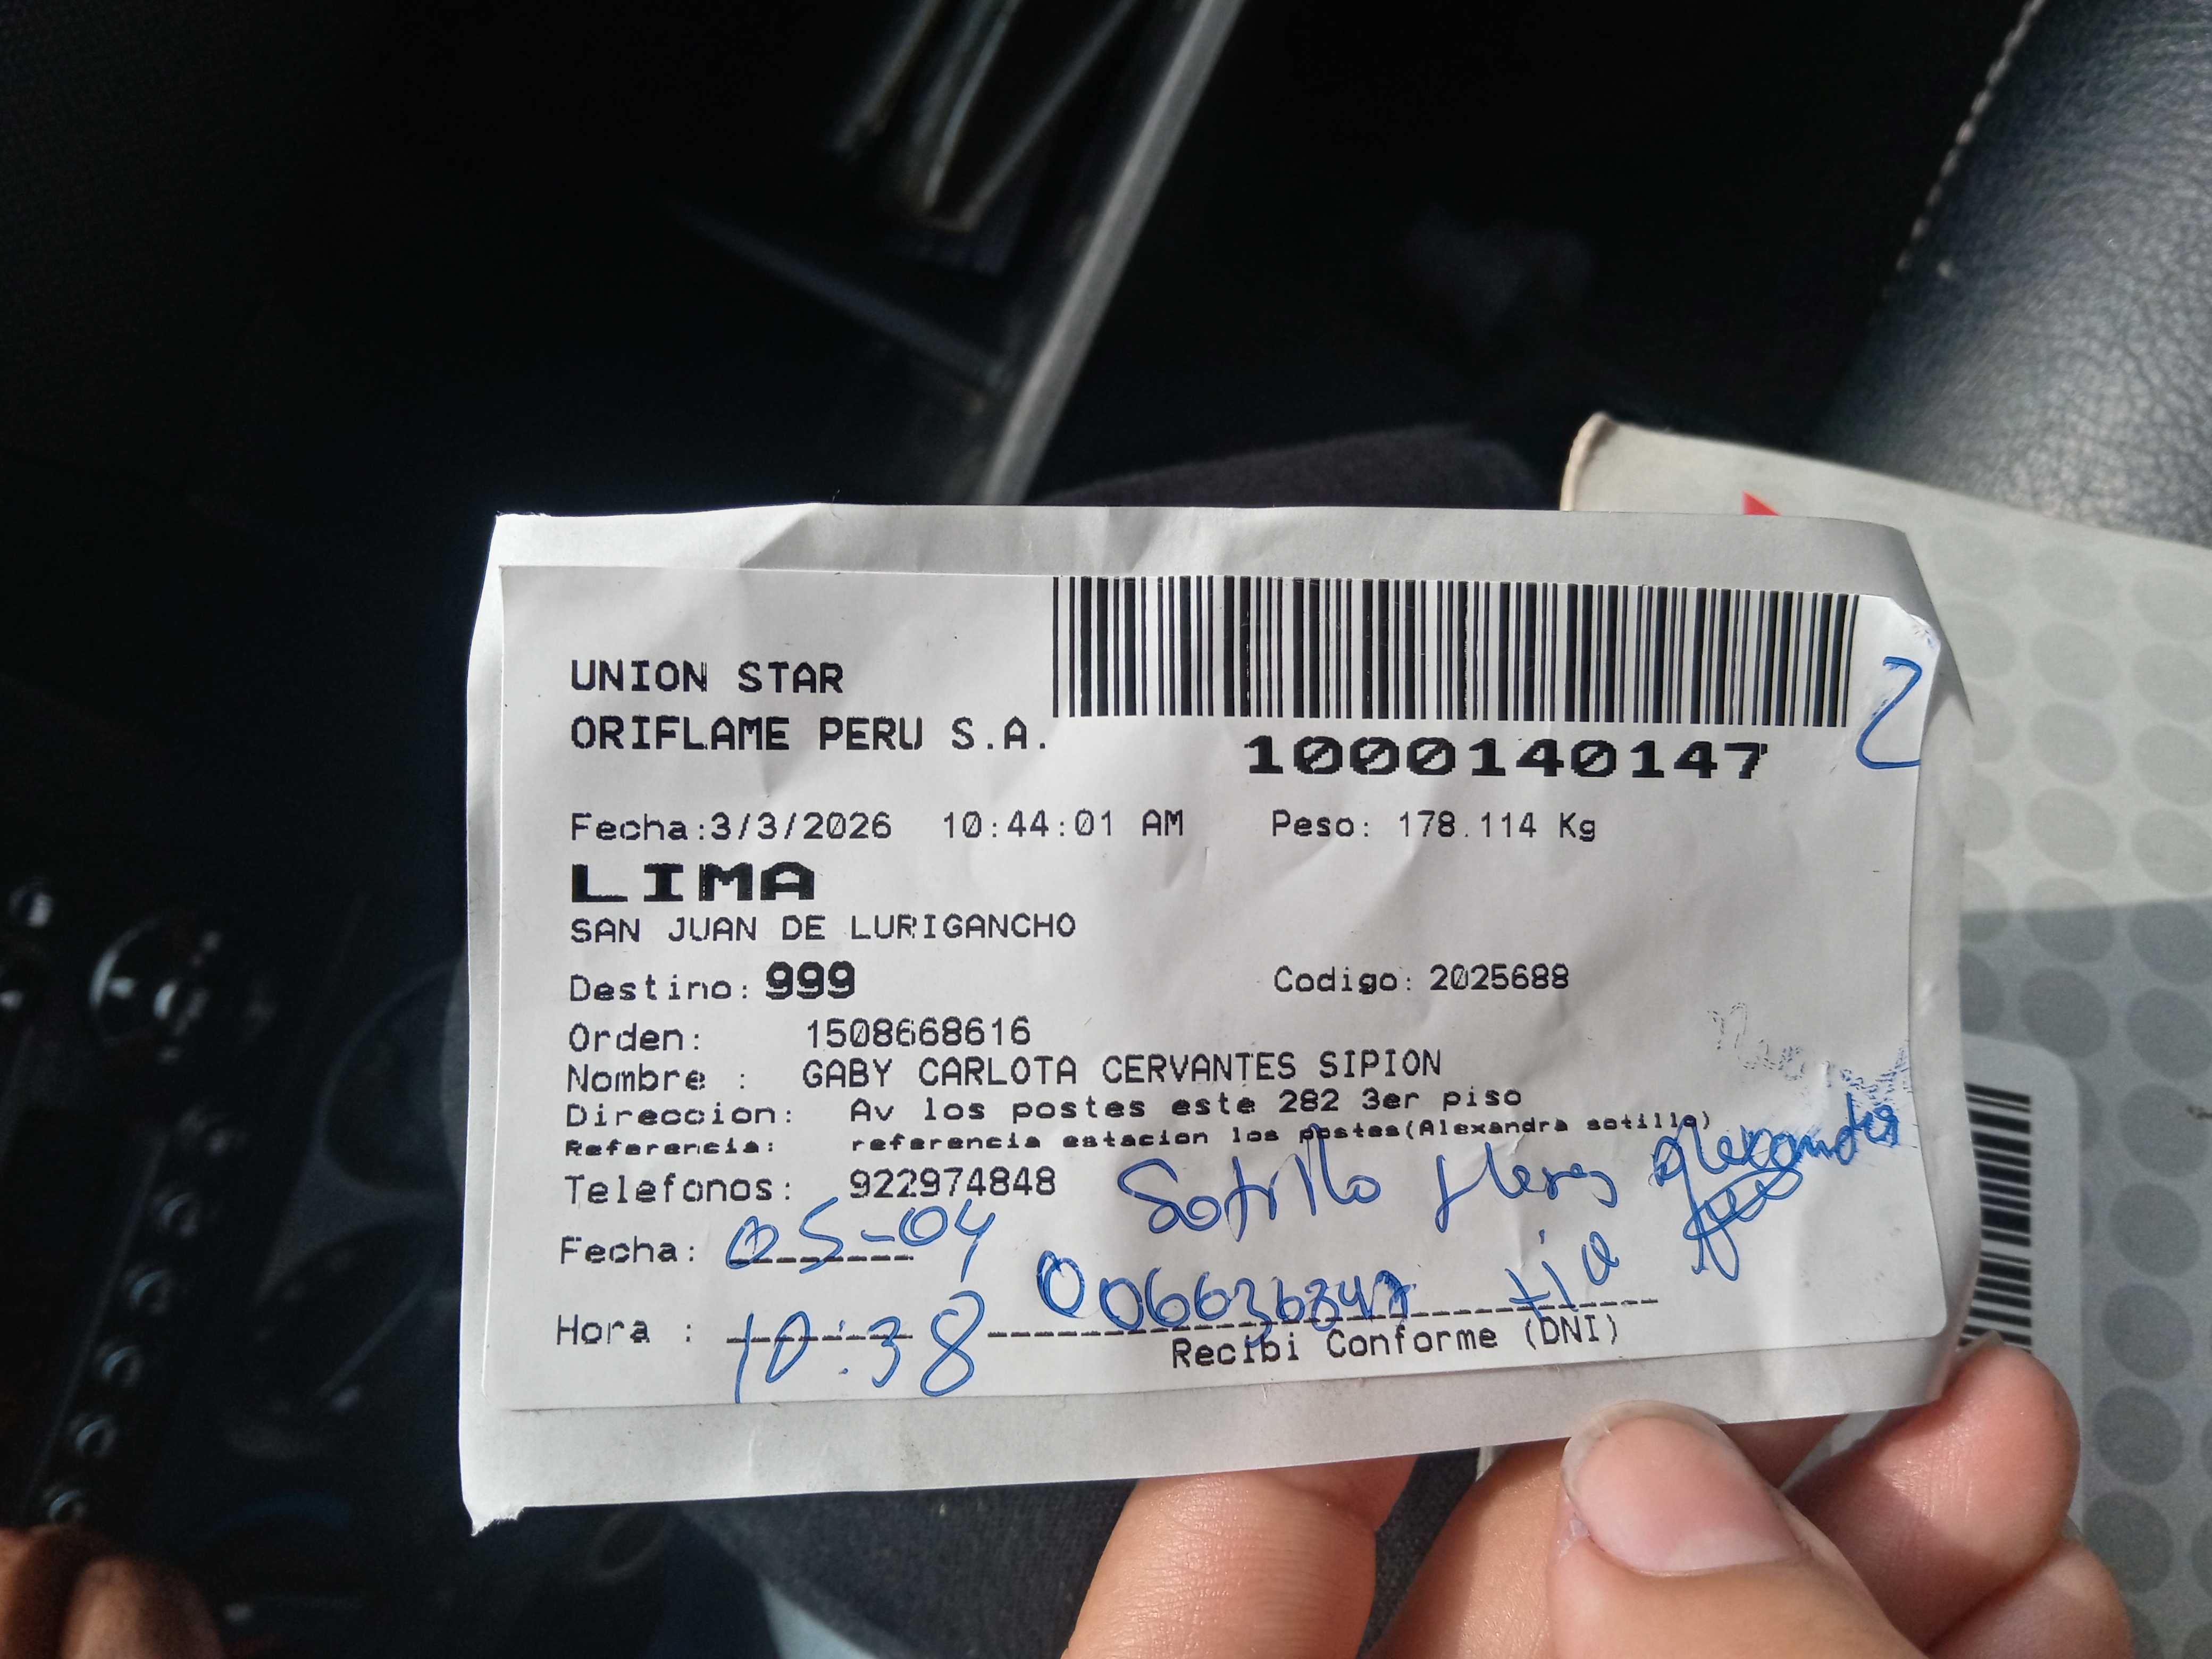 UNION STAR
ORIFLAME PERU S.A.
1000140147
2
Fecha:3/3/2026 10:44:01 AM Peso: 178.114 Kg
LIMA
SAN JUAN DE LURIGANCHO
Destino: 999 Codigo: 2025688
Orden: 1508668616
Nombre : GABY CARLOTA CERVANTES SIPION
Direccion: Av los postes este 282 3er piso
Referencia: referencia estacion los postes(Alexandra sotillo)
Telefonos: 922974848
Sotillo
Fecha: 05-04
tia
Hora : 10:38
Recibi Conforme (DNI)